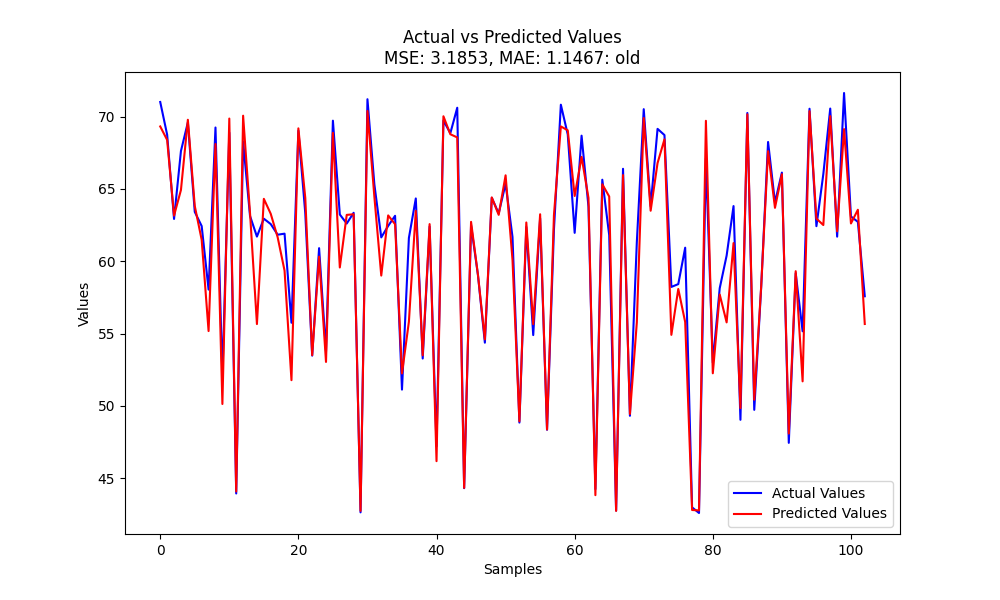 Actual vs Predicted Values
MSE: 3.1853, MAE: 1.1467: old
Values
70
65
60
55
50
45
0 20 40 60 80 100
Samples
Actual Values
Predicted Values